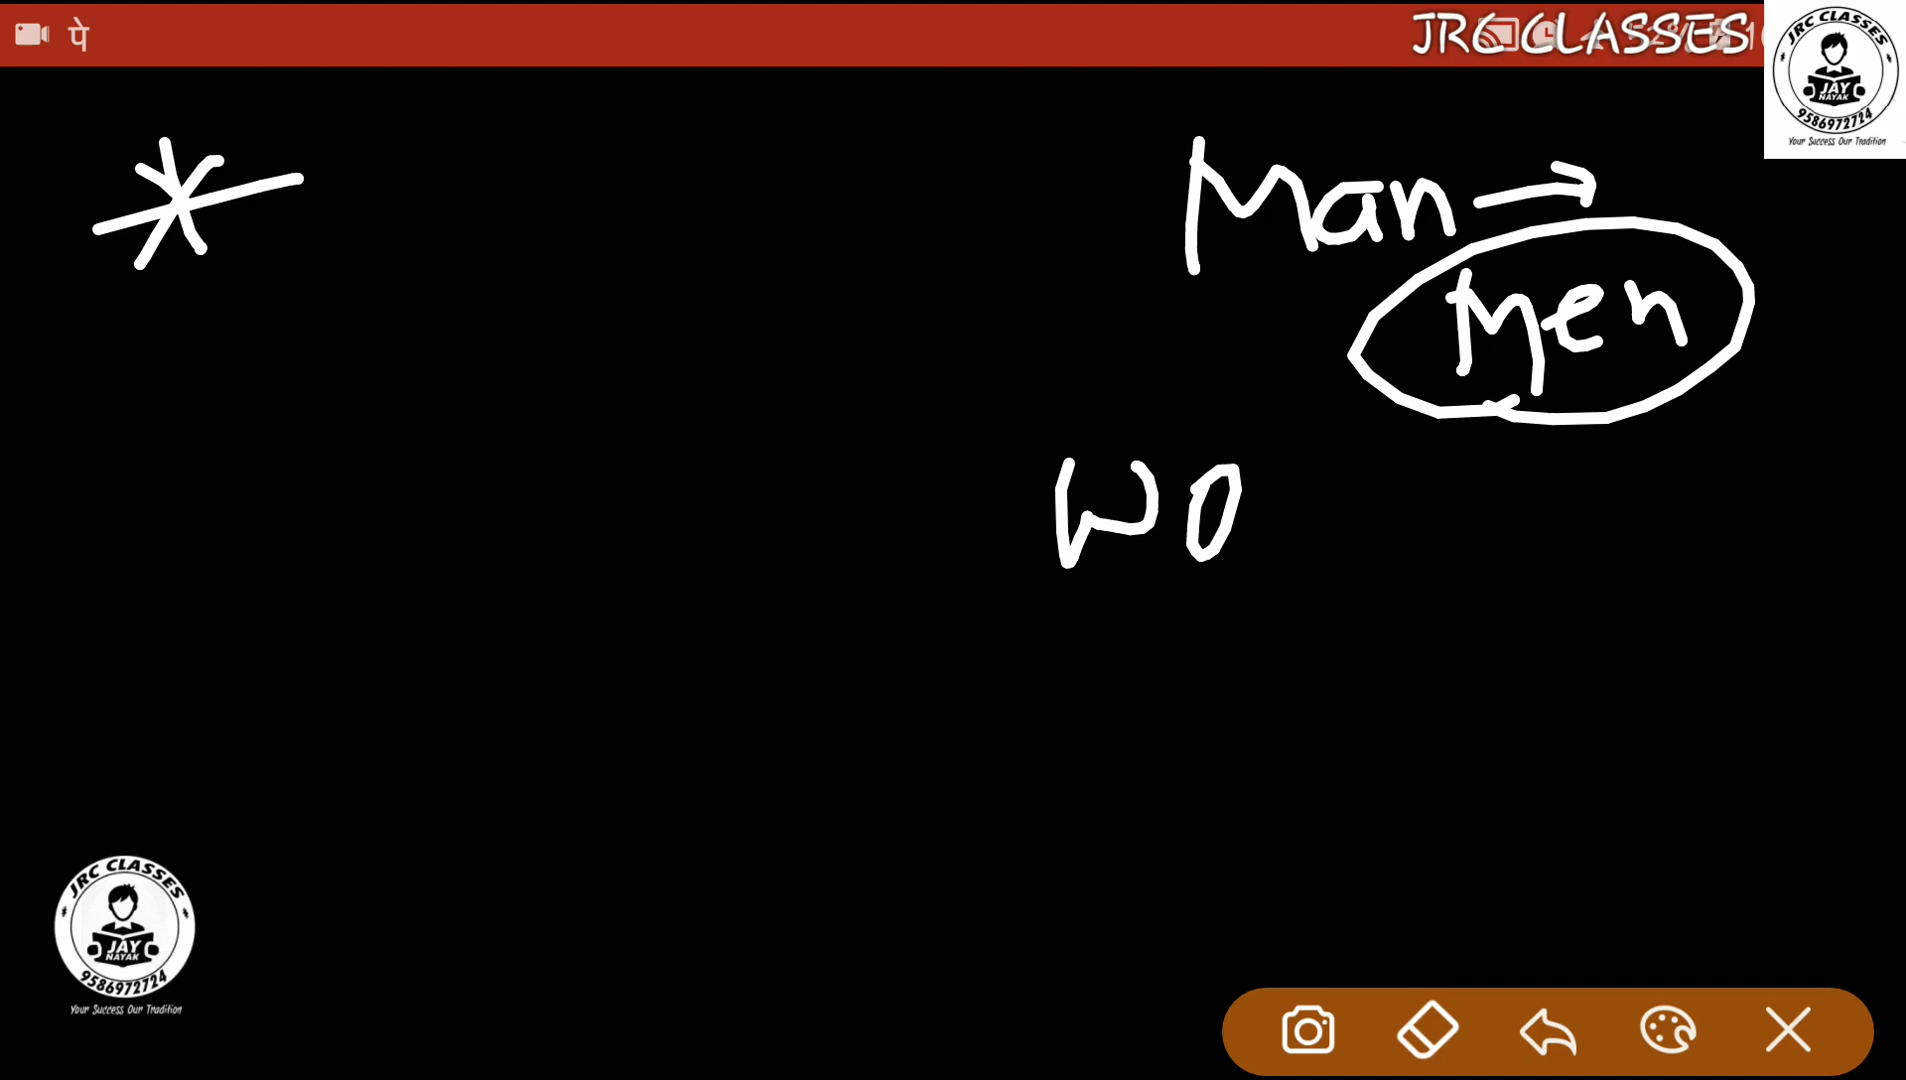 पे JRC CLASSES
JRC CLASSES
JAY
NAYAK
9586972724
Your Success Our Tradition
Man →
Men
WO
JRC CLASSES
JAY
NAYAK
9586972724
Your Success Our Tradition